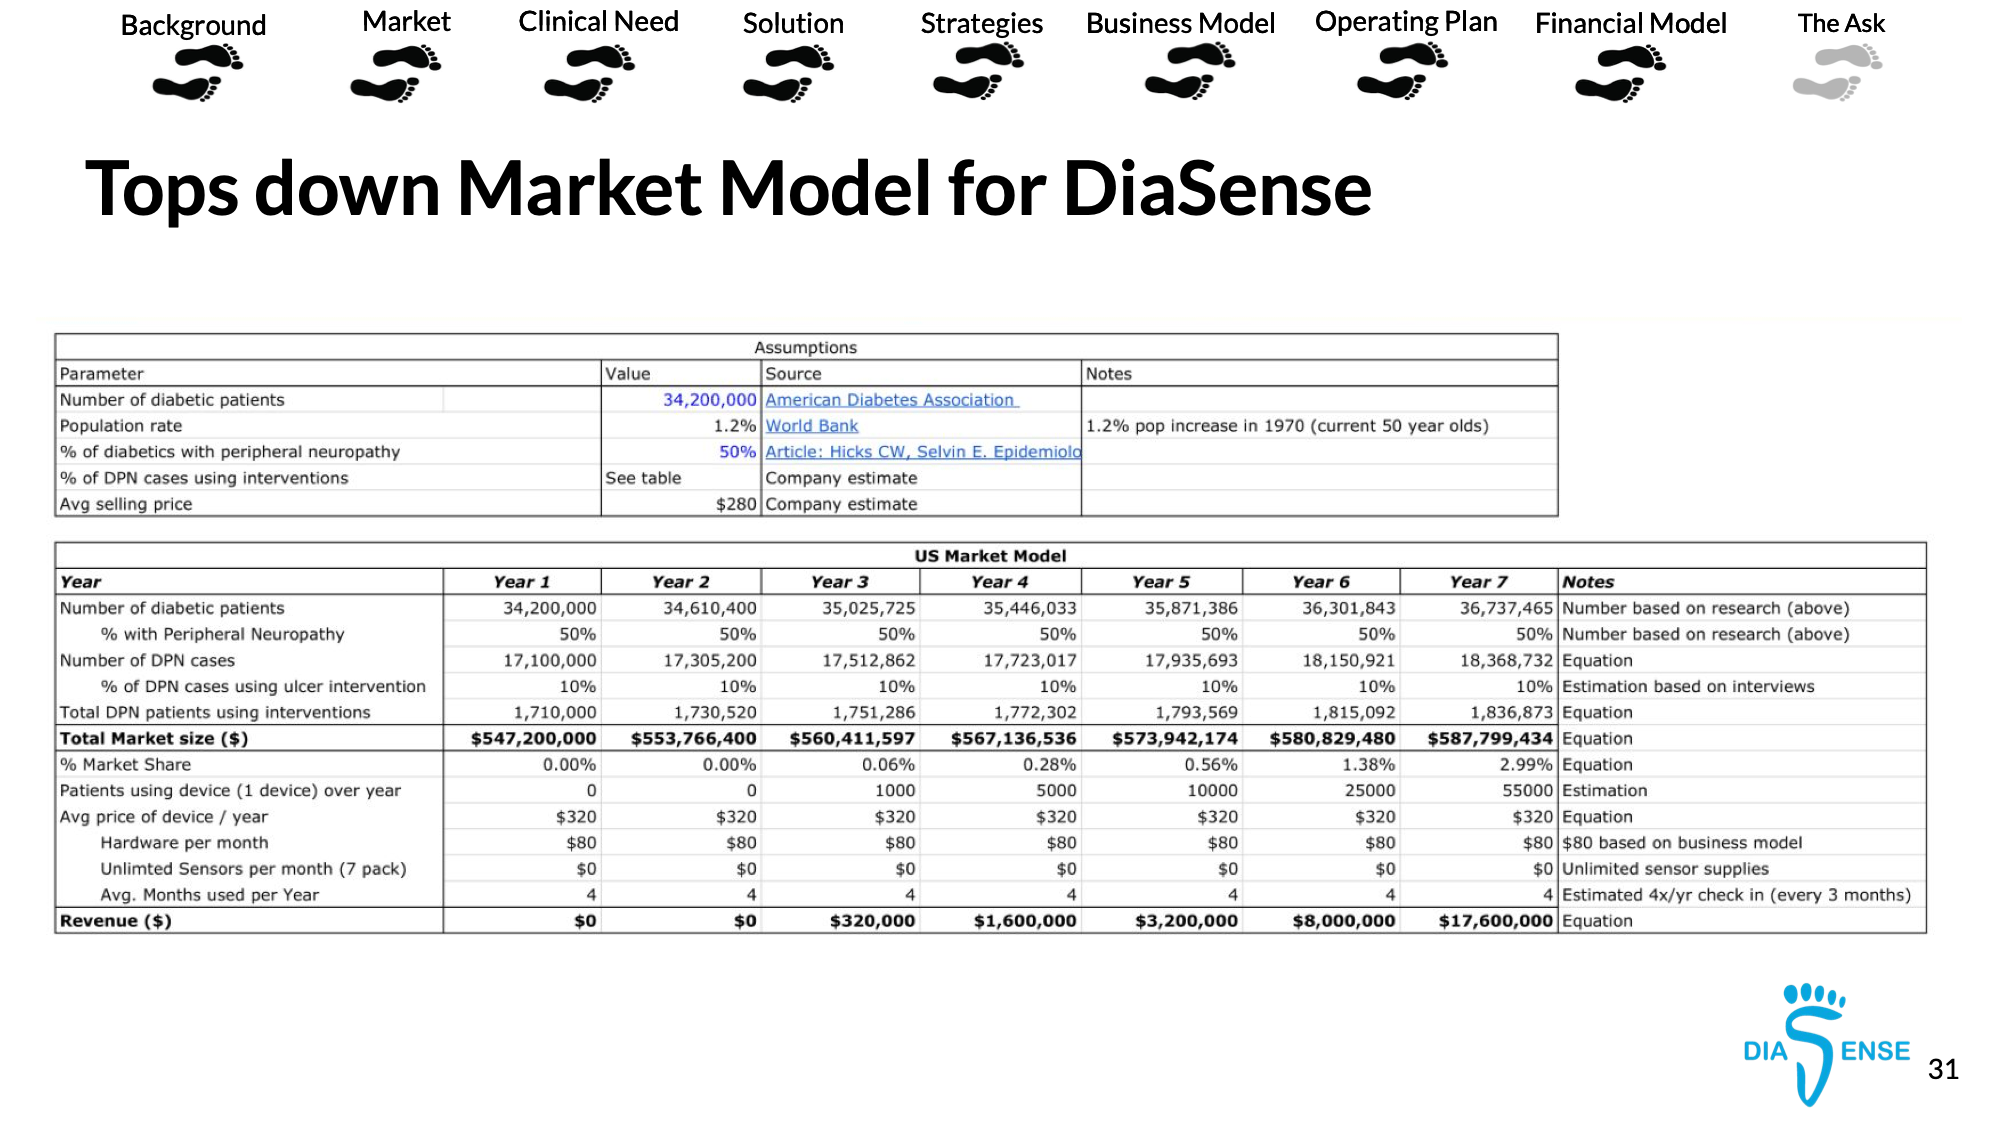 Background Market Clinical Need Solution Strategies Business Model Operating Plan Financial Model The Ask
Tops down Market Model for DiaSense
Assumptions
Parameter Value Source Notes
Number of diabetic patients 34,200,000 American Diabetes Association
Population rate 1.2% World Bank 1.2% pop increase in 1970 (current 50 year olds)
% of diabetics with peripheral neuropathy 50% Article: Hicks CW, Selvin E. Epidemiolo
% of DPN cases using interventions See table Company estimate
Avg selling price $280 Company estimate
US Market Model
Year Year 1 Year 2 Year 3 Year 4 Year 5 Year 6 Year 7 Notes
Number of diabetic patients 34,200,000 34,610,400 35,025,725 35,446,033 35,871,386 36,301,843 36,737,465 Number based on research (above)
% with Peripheral Neuropathy 50% 50% 50% 50% 50% 50% 50% Number based on research (above)
Number of DPN cases 17,100,000 17,305,200 17,512,862 17,723,017 17,935,693 18,150,921 18,368,732 Equation
% of DPN cases using ulcer intervention 10% 10% 10% 10% 10% 10% 10% Estimation based on interviews
Total DPN patients using interventions 1,710,000 1,730,520 1,751,286 1,772,302 1,793,569 1,815,092 1,836,873 Equation
Total Market size ($) $547,200,000 $553,766,400 $560,411,597 $567,136,536 $573,942,174 $580,829,480 $587,799,434 Equation
% Market Share 0.00% 0.00% 0.06% 0.28% 0.56% 1.38% 2.99% Equation
Patients using device (1 device) over year 0 0 1000 5000 10000 25000 55000 Estimation
Avg price of device / year $320 $320 $320 $320 $320 $320 $320 Equation
Hardware per month $80 $80 $80 $80 $80 $80 $80 $80 based on business model
Unlimted Sensors per month (7 pack) $0 $0 $0 $0 $0 $0 $0 Unlimited sensor supplies
Avg. Months used per Year 4 4 4 4 4 4 4 Estimated 4x/yr check in (every 3 months)
Revenue ($) $0 $0 $320,000 $1,600,000 $3,200,000 $8,000,000 $17,600,000 Equation
DIA SENSE
31